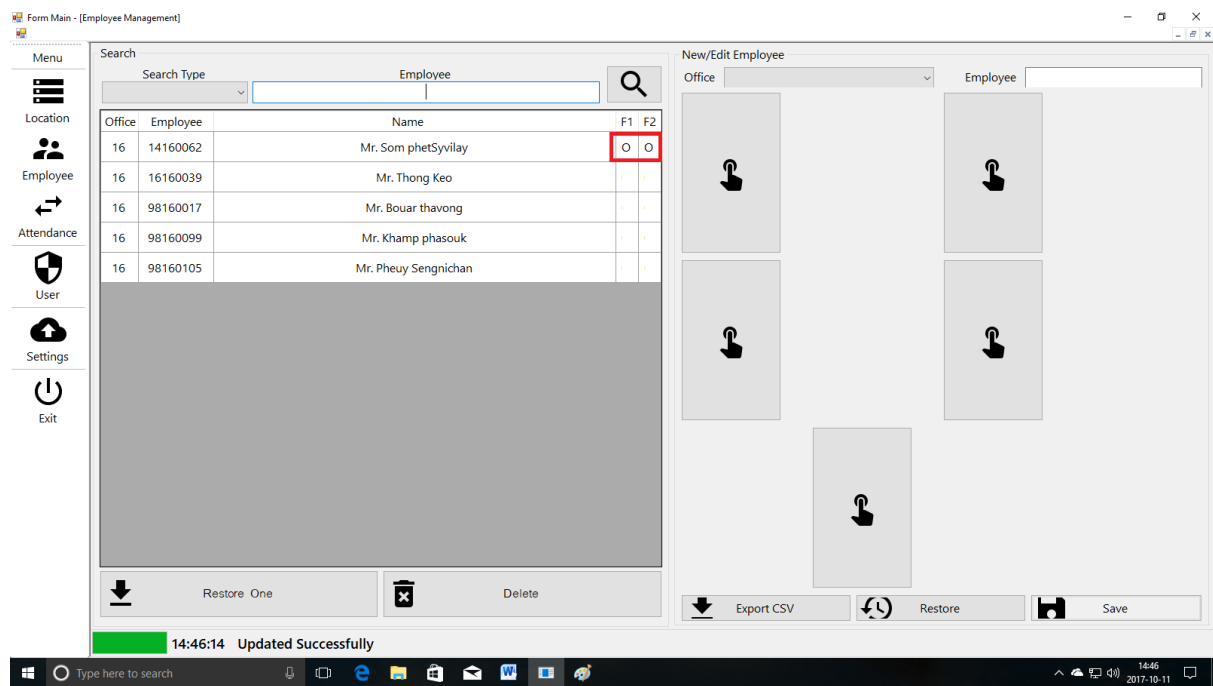 Form Main - [Employee Management]
Menu
Location
Employee
Attendance
User
Settings
Exit
Search
Search Type Employee
Office Employee Name F1 F2
16 14160062 Mr. Som phetSyvilay O O
16 16160039 Mr. Thong Keo
16 98160017 Mr. Bouar thavong
16 98160099 Mr. Khamp phasouk
16 98160105 Mr. Pheuy Sengnichan
Restore One Delete
New/Edit Employee
Office Employee
Export CSV Restore Save
14:46:14 Updated Successfully
Type here to search
14:46
2017-10-11